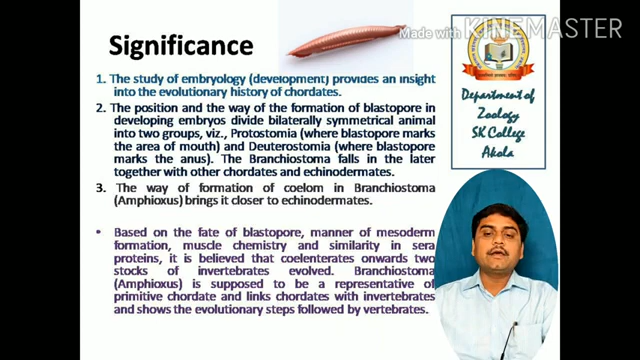 Made with KINEMASTER
Significance
1. The study of embryology (development) provides an insight
into the evolutionary history of chordates.
2. The position and the way of the formation of blastopore in
developing embryos divide bilaterally symmetrical animal
into two groups, viz., Protostomia (where blastopore marks
the area of mouth) and Deuterostomia (where blastopore
marks the anus). The Branchiostoma falls in the later
together with other chordates and echinodermates.
3. The way of formation of coelom in Branchiostoma
(Amphioxus) brings it closer to echinodermates.
• Based on the fate of blastopore, manner of mesoderm
formation, muscle chemistry and similarity in sera
proteins, it is believed that coelenterates onwards two
stocks of invertebrates evolved. Branchiostoma
(Amphioxus) is supposed to be a representative of
primitive chordate and links chordates with invertebrates
and shows the evolutionary steps followed by vertebrates.
Department of
Zoology
SK College
Akola